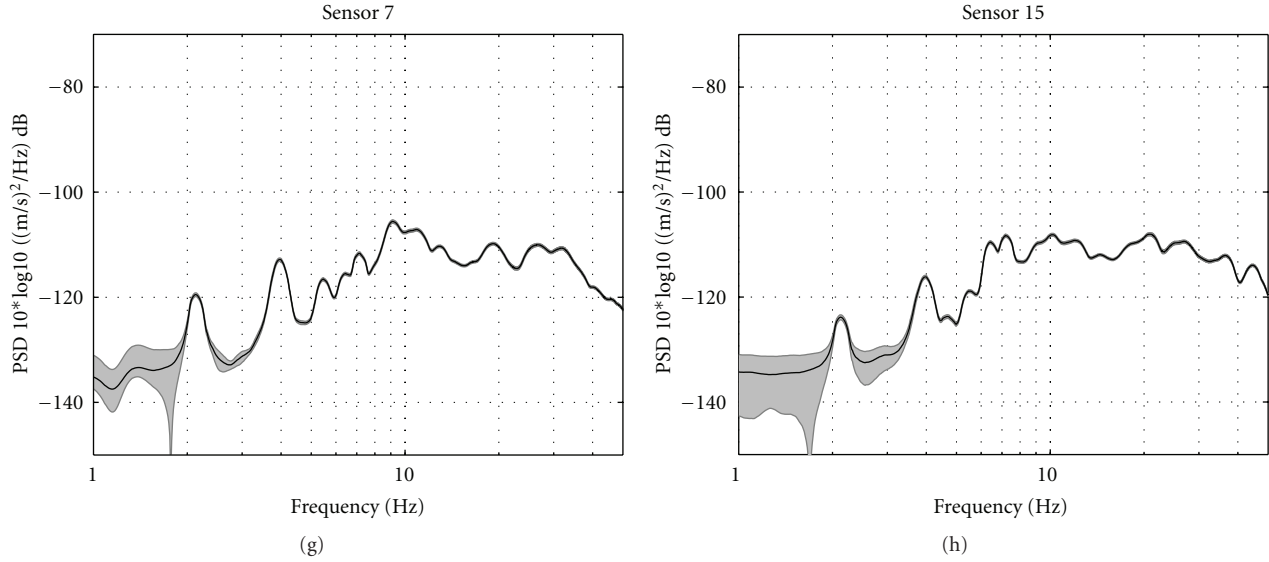 Sensor 7
−80
−100
−120
−140
PSD 10*log10 ((m/s)²/Hz) dB
1
10
Frequency (Hz)
(g)
Sensor 15
−80
−100
−120
−140
PSD 10*log10 ((m/s)²/Hz) dB
1
10
Frequency (Hz)
(h)